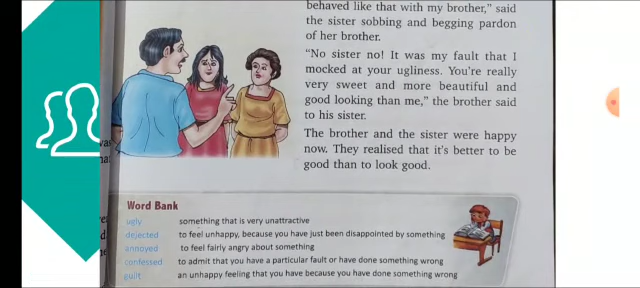 behaved like that with my brother," said
the sister sobbing and begging pardon
of her brother.
"No sister no! It was my fault that I
mocked at your ugliness. You're really
very sweet and more beautiful and
good looking than me," the brother said
to his sister.
The brother and the sister were happy
now. They realised that it's better to be
good than to look good.
Word Bank
ugly something that is very unattractive
dejected to feel unhappy, because you have just been disappointed by something
annoyed to feel fairly angry about something
confessed to admit that you have a particular fault or have done something wrong
guilt an unhappy feeling that you have because you have done something wrong